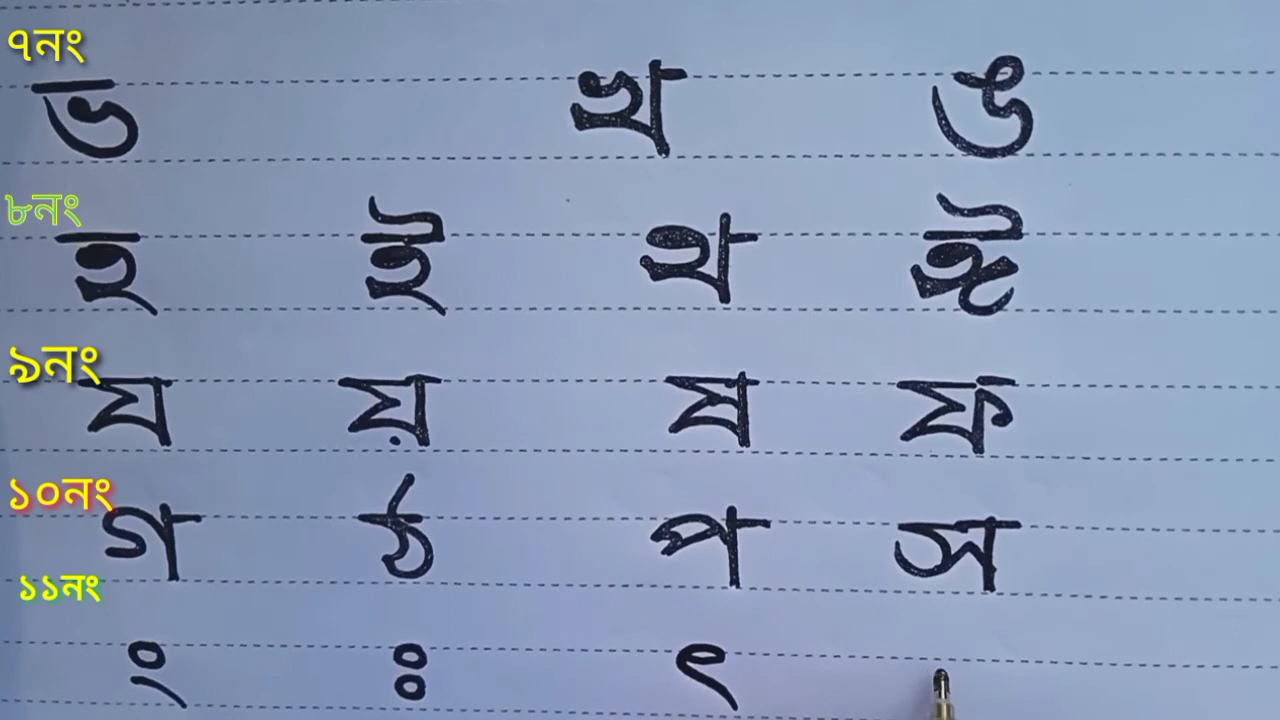 ৭নং
ভ খ ঙ
৮নং
হ ই থ ঈ
৯নং
য য় ষ ফ
১০নং
গ ঠ প স
১১নং
ং ঃ ৎ